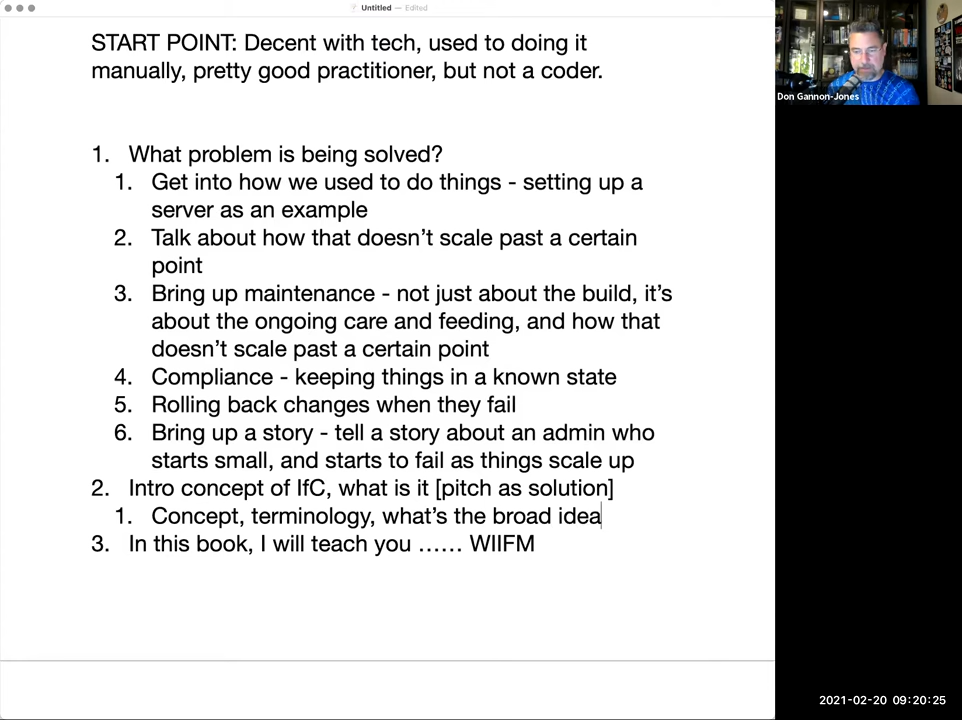 Untitled — Edited
START POINT: Decent with tech, used to doing it
manually, pretty good practitioner, but not a coder.
1. What problem is being solved?
1. Get into how we used to do things - setting up a
server as an example
2. Talk about how that doesn’t scale past a certain
point
3. Bring up maintenance - not just about the build, it’s
about the ongoing care and feeding, and how that
doesn’t scale past a certain point
4. Compliance - keeping things in a known state
5. Rolling back changes when they fail
6. Bring up a story - tell a story about an admin who
starts small, and starts to fail as things scale up
2. Intro concept of IfC, what is it [pitch as solution]
1. Concept, terminology, what’s the broad idea
3. In this book, I will teach you …… WIIFM
Don Gannon-Jones
2021-02-20 09:20:25